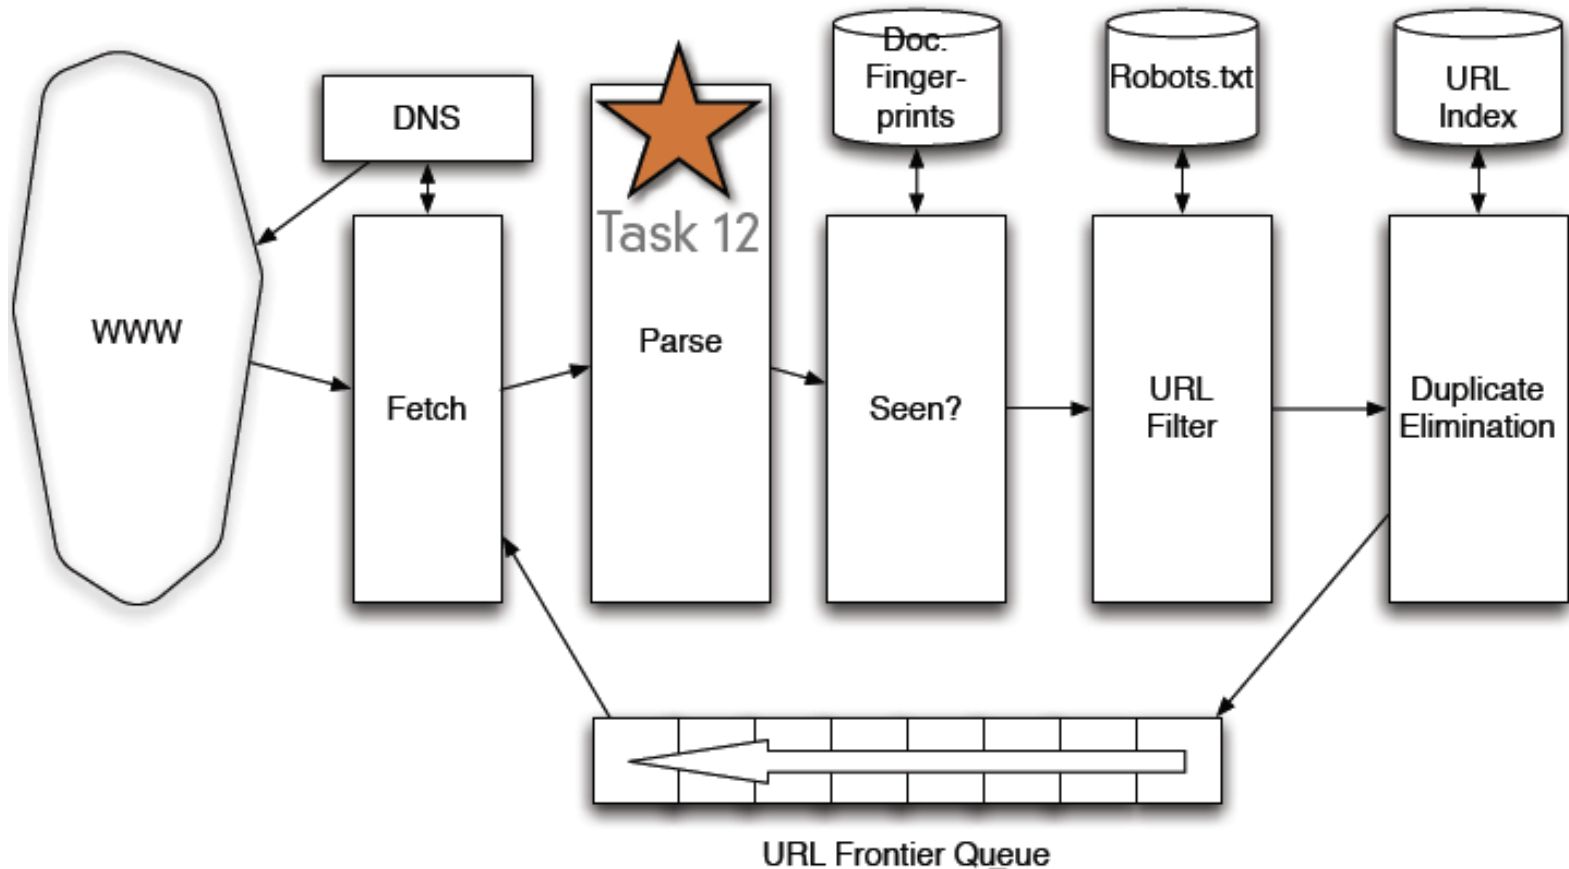 Doc.
Finger-
prints
Robots.txt
URL
Index
DNS
Task 12
WWW
Parse
Fetch
Seen?
URL
Filter
Duplicate
Elimination
URL Frontier Queue